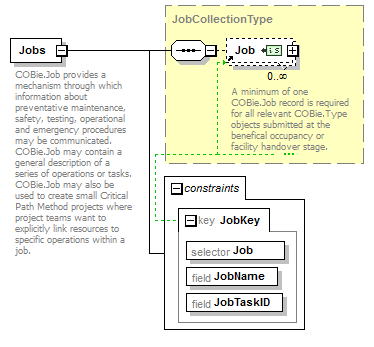 JobCollectionType
Jobs
Job
is
0..∞
COBie.Job provides a
mechanism through which
information about
preventative maintenance,
safety, testing, operational
and emergency procedures
may be communicated.
COBie.Job may contain a
general description of a
series of operations or tasks.
COBie.Job may also be
used to create small Critical
Path Method projects where
project teams want to
explicitly link resources to
specific operations within a
job.
A minimum of one
COBie.Job record is required
for all relevant COBie.Type
objects submitted at the
benefical occupancy or
facility handover stage.
...
constraints
key JobKey
selector Job
field JobName
field JobTaskID